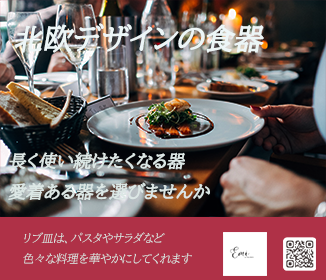 北欧デザインの食器
長く使い続けたくなる器
愛着ある器を選びませんか
リブ皿は、パスタやサラダなど
色々な料理を華やかにしてくれます
Emi